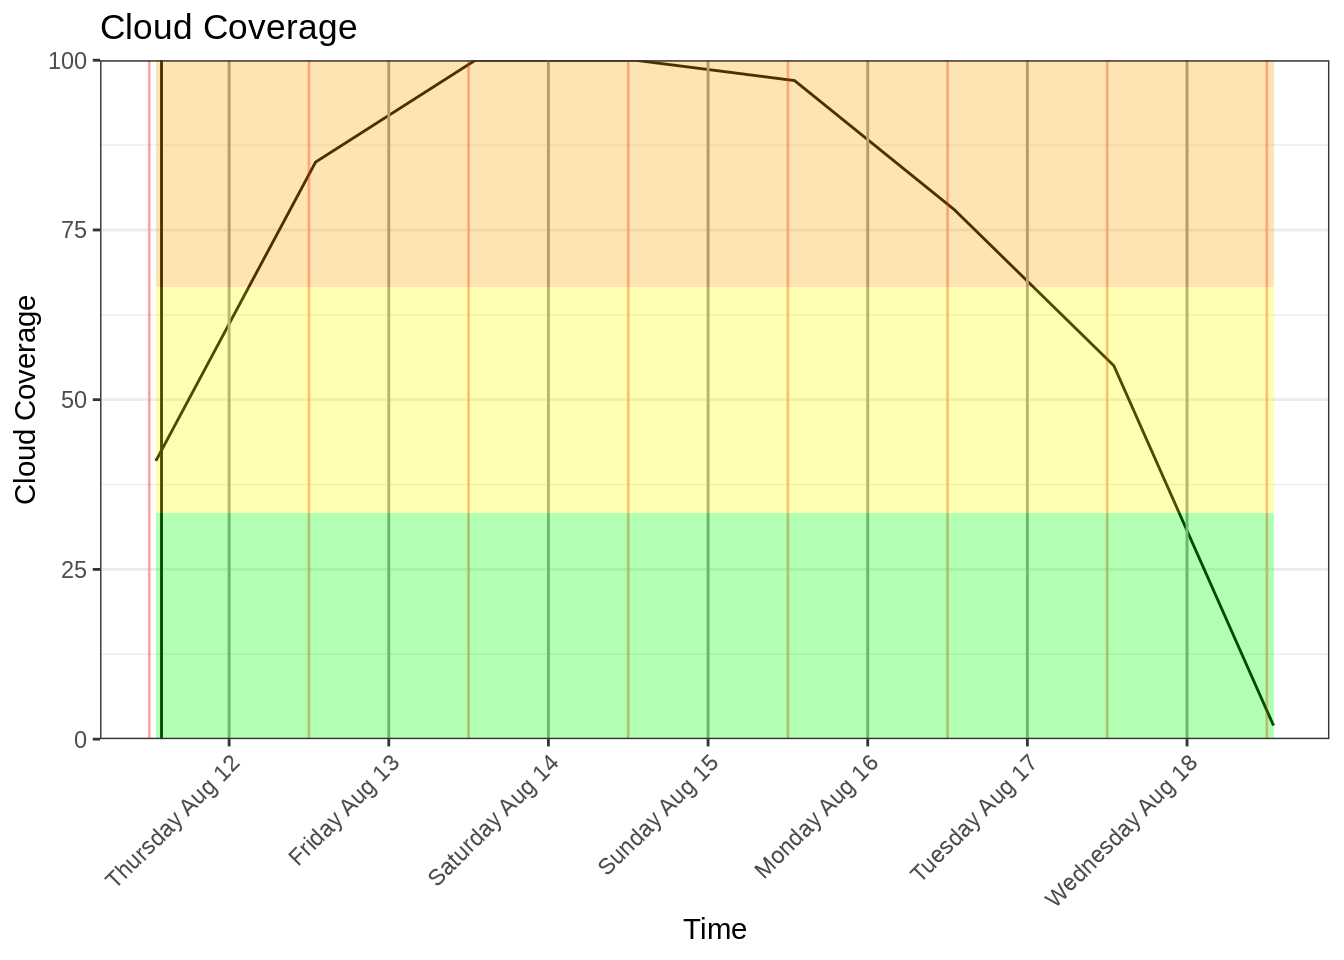 Cloud Coverage
100
75
50
25
0
Cloud Coverage
Thursday Aug 12
Friday Aug 13
Saturday Aug 14
Sunday Aug 15
Monday Aug 16
Tuesday Aug 17
Wednesday Aug 18
Time